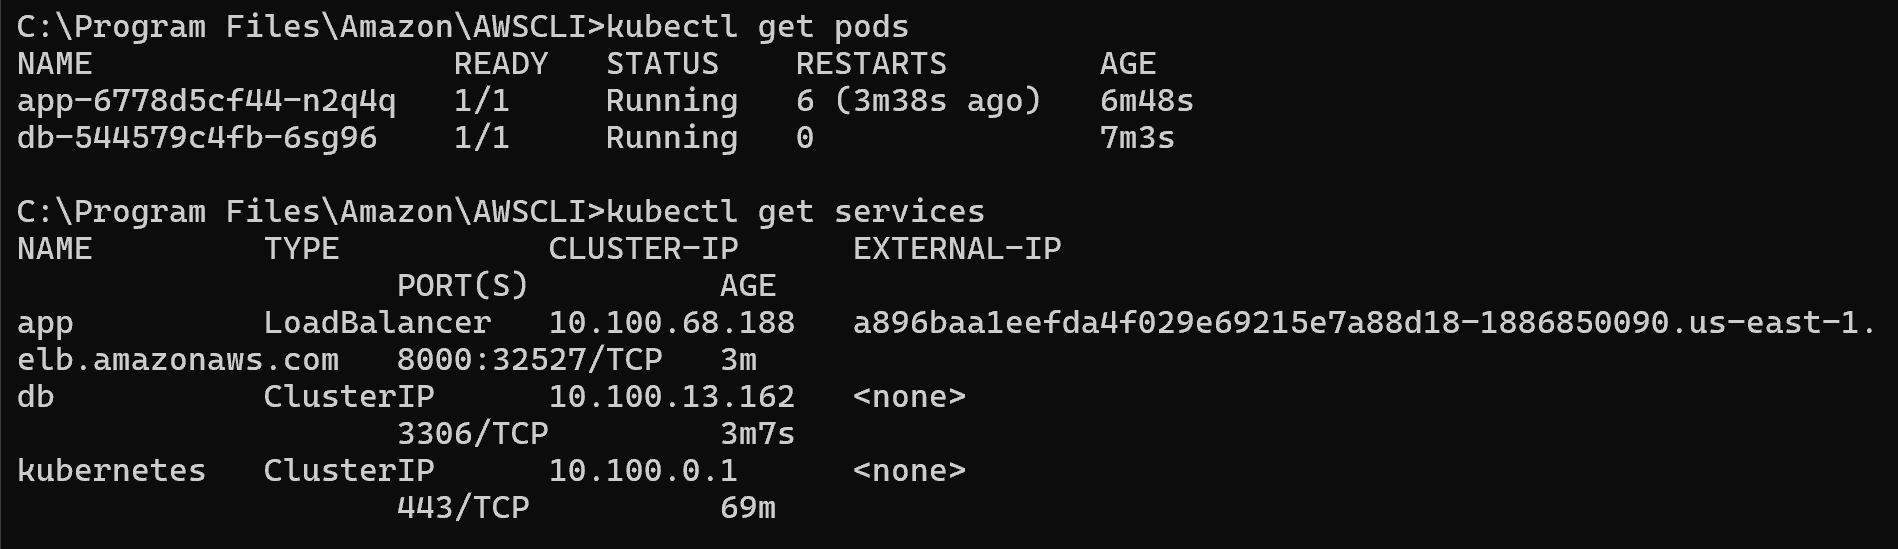 C:\Program Files\Amazon\AWSCLI>kubectl get pods
NAME                   READY   STATUS    RESTARTS        AGE
app-6778d5cf44-n2q4q   1/1     Running   6 (3m38s ago)   6m48s
db-544579c4fb-6sg96    1/1     Running   0               7m3s

C:\Program Files\Amazon\AWSCLI>kubectl get services
NAME         TYPE           CLUSTER-IP      EXTERNAL-IP
                    PORT(S)          AGE
app          LoadBalancer   10.100.68.188   a896baa1eefda4f029e69215e7a88d18-1886850090.us-east-1.
elb.amazonaws.com   8000:32527/TCP   3m
db           ClusterIP      10.100.13.162   <none>
                    3306/TCP         3m7s
kubernetes   ClusterIP      10.100.0.1      <none>
                    443/TCP          69m